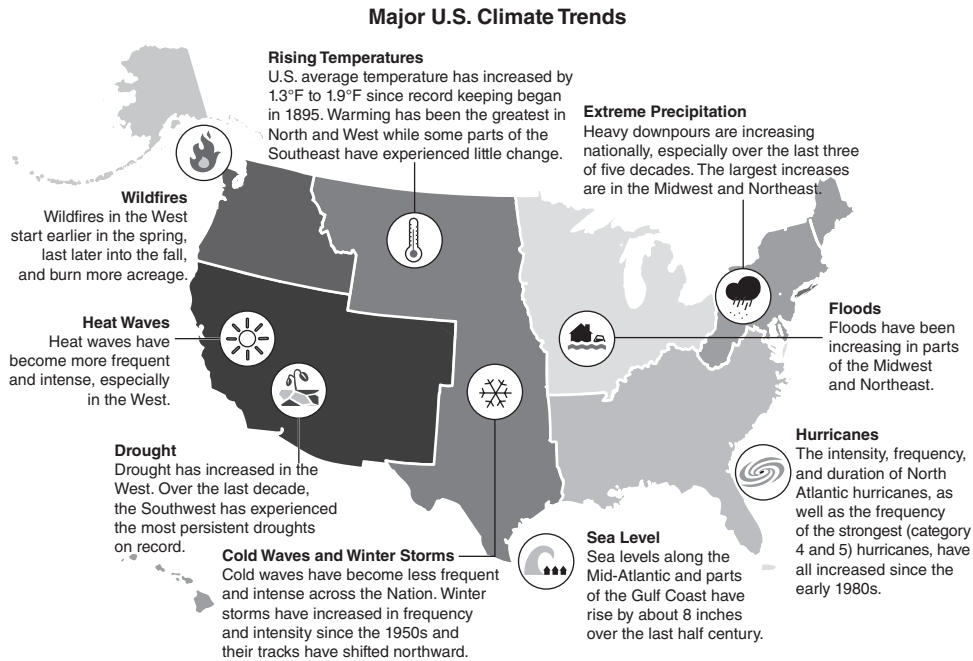 Major U.S. Climate Trends
Rising Temperatures
U.S. average temperature has increased by
1.3°F to 1.9°F since record keeping began
in 1895. Warming has been the greatest in
North and West while some parts of the
Southeast have experienced little change.
Extreme Precipitation
Heavy downpours are increasing
nationally, especially over the last three
of five decades. The largest increases
are in the Midwest and Northeast.
Wildfires
Wildfires in the West
start earlier in the spring,
last later into the fall,
and burn more acreage.
Heat Waves
Heat waves have
become more frequent
and intense, especially
in the West.
Floods
Floods have been
increasing in parts
of the Midwest
and Northeast.
Drought
Drought has increased in the
West. Over the last decade,
the Southwest has experienced
the most persistent droughts
on record.
Hurricanes
The intensity, frequency,
and duration of North
Atlantic hurricanes, as
well as the frequency
of the strongest (category
4 and 5) hurricanes, have
all increased since the
early 1980s.
Cold Waves and Winter Storms
Cold waves have become less frequent
and intense across the Nation. Winter
storms have increased in frequency
and intensity since the 1950s and
their tracks have shifted northward.
Sea Level
Sea levels along the
Mid-Atlantic and parts
of the Gulf Coast have
rise by about 8 inches
over the last half century.